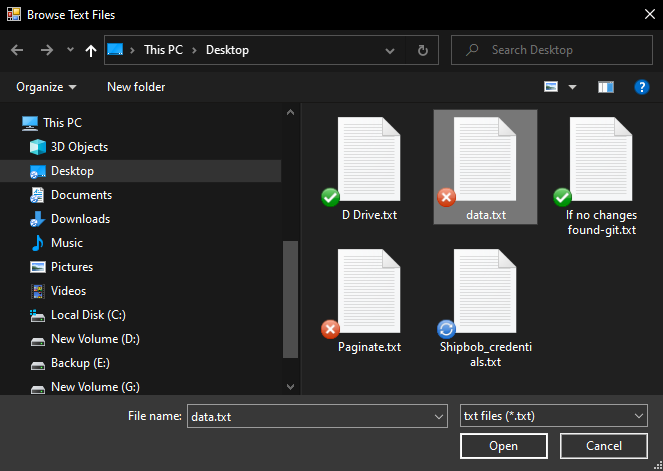 Browse Text Files
This PC
Desktop
Search Desktop
Organize
New folder
?
This PC
3D Objects
Desktop
Documents
Downloads
Music
Pictures
Videos
Local Disk (C:)
New Volume (D:)
Backup (E:)
New Volume (G:)
D Drive.txt
data.txt
If no changes
found-git.txt
Paginate.txt
Shipbob_credenti
als.txt
File name:
data.txt
txt files (*.txt)
Open
Cancel